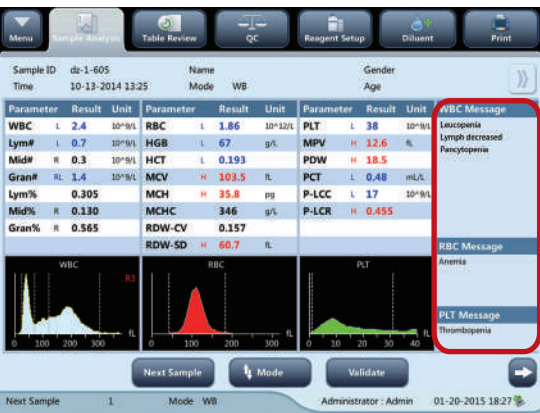 Menu
Sample Analysis
Table Review
QC
Reagent Setup
Diluent
Print
Sample ID dz-1-605 Name Gender
Time 10-13-2014 13:25 Mode WB Age
Parameter Result Unit Parameter Result Unit Parameter Result Unit WBC Message
WBC L 2.4 10^9/L RBC L 1.86 10^12/L PLT L 38 10^9/L Leucopenia
Lym# L 0.7 10^9/L HGB L 67 g/L MPV H 12.6 fL Lymph decreased
Pancytopenia
Mid# R 0.3 10^9/L HCT L 0.193 PDW H 18.5
Gran# RL 1.4 10^9/L MCV H 103.5 fL PCT L 0.48 mL/L
Lym% 0.305 MCH H 35.8 pg P-LCC L 17 10^9/L
Mid% R 0.130 MCHC 346 g/L P-LCR H 0.455
Gran% R 0.565 RDW-CV 0.157
RDW-SD H 60.7 fL RBC Message
Anemia
WBC RBC PLT
R3
PLT Message
Thrombopenia
0 100 200 300 fL 0 100 200 300 fL 0 10 20 30 40 fL
Next Sample Mode Validate
Next Sample 1 Mode WB Administrator : Admin 01-20-2015 18:27